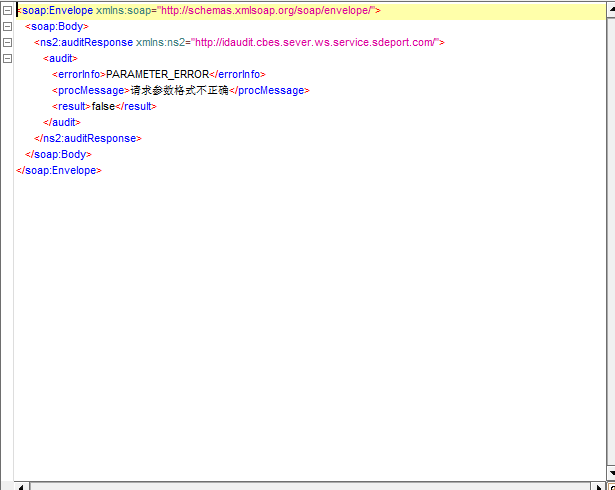 <soap:Envelope xmlns:soap="http://schemas.xmlsoap.org/soap/envelope/">
<soap:Body>
<ns2:auditResponse xmlns:ns2="http://idaudit.cbes.sever.ws.service.sdeport.com/">
<audit>
<errorInfo>PARAMETER_ERROR</errorInfo>
<procMessage>请求参数格式不正确</procMessage>
<result>false</result>
</audit>
</ns2:auditResponse>
</soap:Body>
</soap:Envelope>